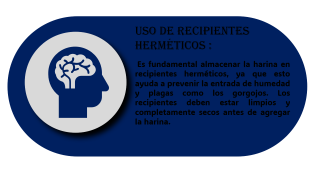 USO DE RECIPIENTES
HERMÉTICOS :
Es fundamental almacenar la harina en
recipientes herméticos, ya que esto
ayuda a prevenir la entrada de humedad
y plagas como los gorgojos. Los
recipientes deben estar limpios y
completamente secos antes de agregar
la harina.